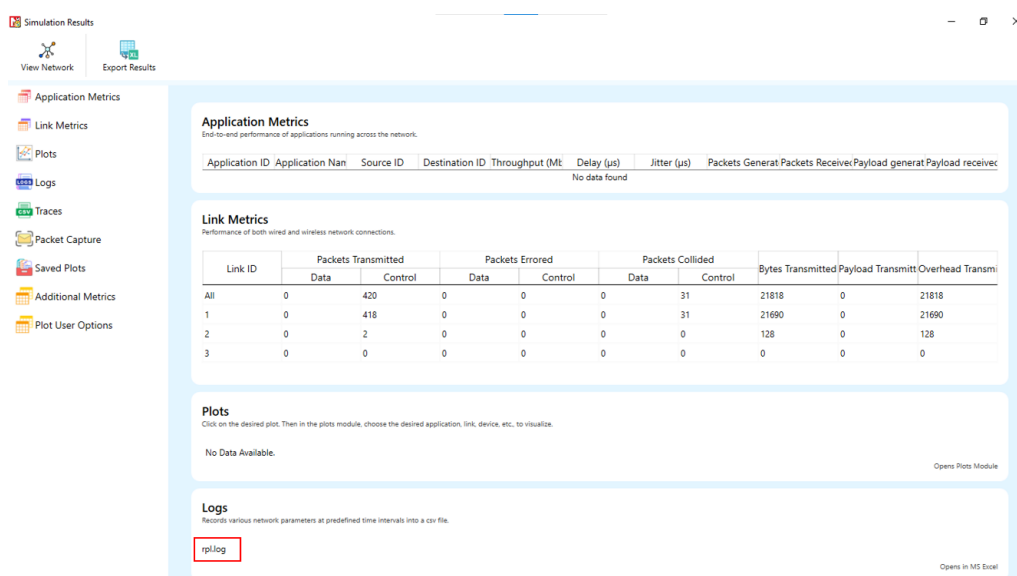 Simulation Results
View Network
Export Results
Application Metrics
Link Metrics
Plots
Logs
Traces
Packet Capture
Saved Plots
Additional Metrics
Plot User Options
Application Metrics
End-to-end performance of applications running across the network.
Application ID Application Nam Source ID Destination ID Throughput (Mb Delay (µs) Jitter (µs) Packets Generat Packets Received Payload generat Payload received
No data found
Link Metrics
Performance of both wired and wireless network connections.
Link ID Packets Transmitted Packets Errored Packets Collided Bytes Transmitted Payload Transmitt Overhead Transmi
Data Control Data Control Data Control
All 0 420 0 0 0 31 21818 0 21818
1 0 418 0 0 0 31 21690 0 21690
2 0 2 0 0 0 0 128 0 128
3 0 0 0 0 0 0 0 0 0
Plots
Click on the desired plot. Then in the plots module, choose the desired application, link, device, etc., to visualize.
No Data Available.
Opens Plots Module
Logs
Records various network parameters at predefined time intervals into a csv file.
rpl.log
Opens in MS Excel